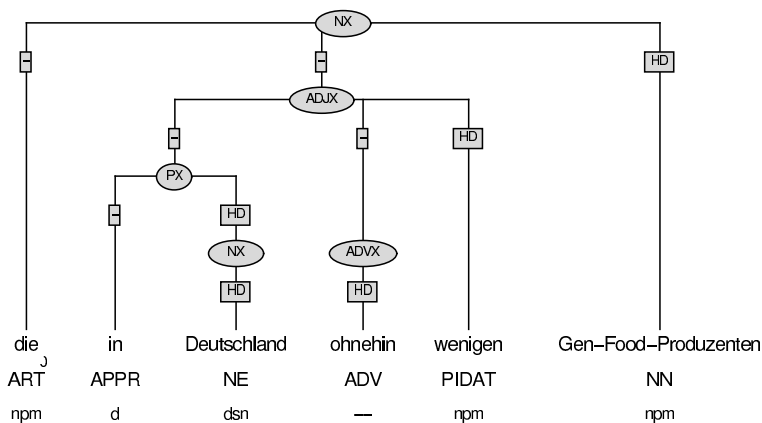 NX
- - HD
ADJX
- - HD
PX
- HD
NX ADVX
HD HD
die in Deutschland ohnehin wenigen Gen-Food-Produzenten
ART APPR NE ADV PIDAT NN
npm d dsn -- npm npm